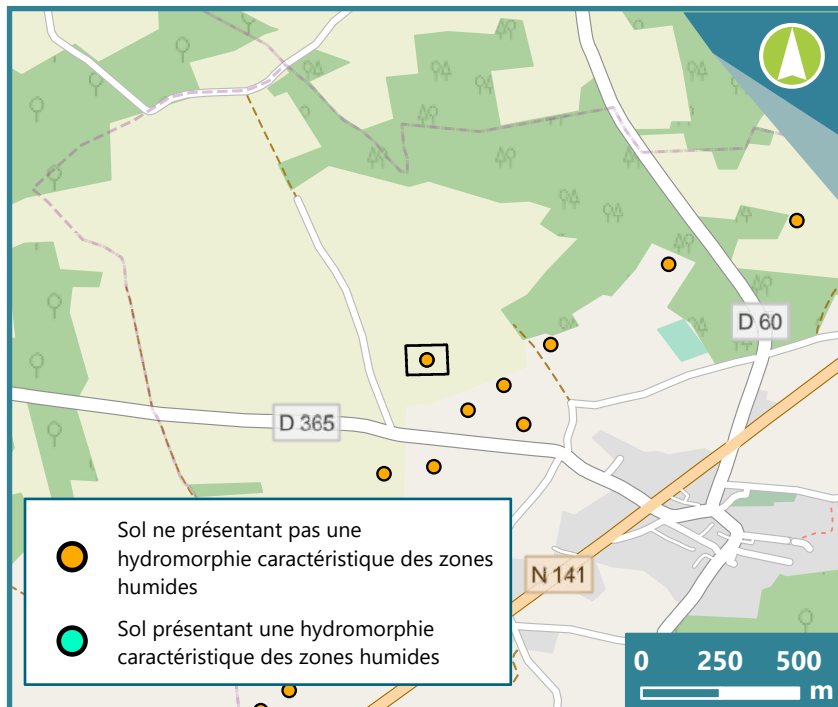 D 60
D 365
Sol ne présentant pas une
hydromorphie caractéristique des zones
humides
N 141
Sol présentant une hydromorphie
caractéristique des zones humides
0 250 500
m